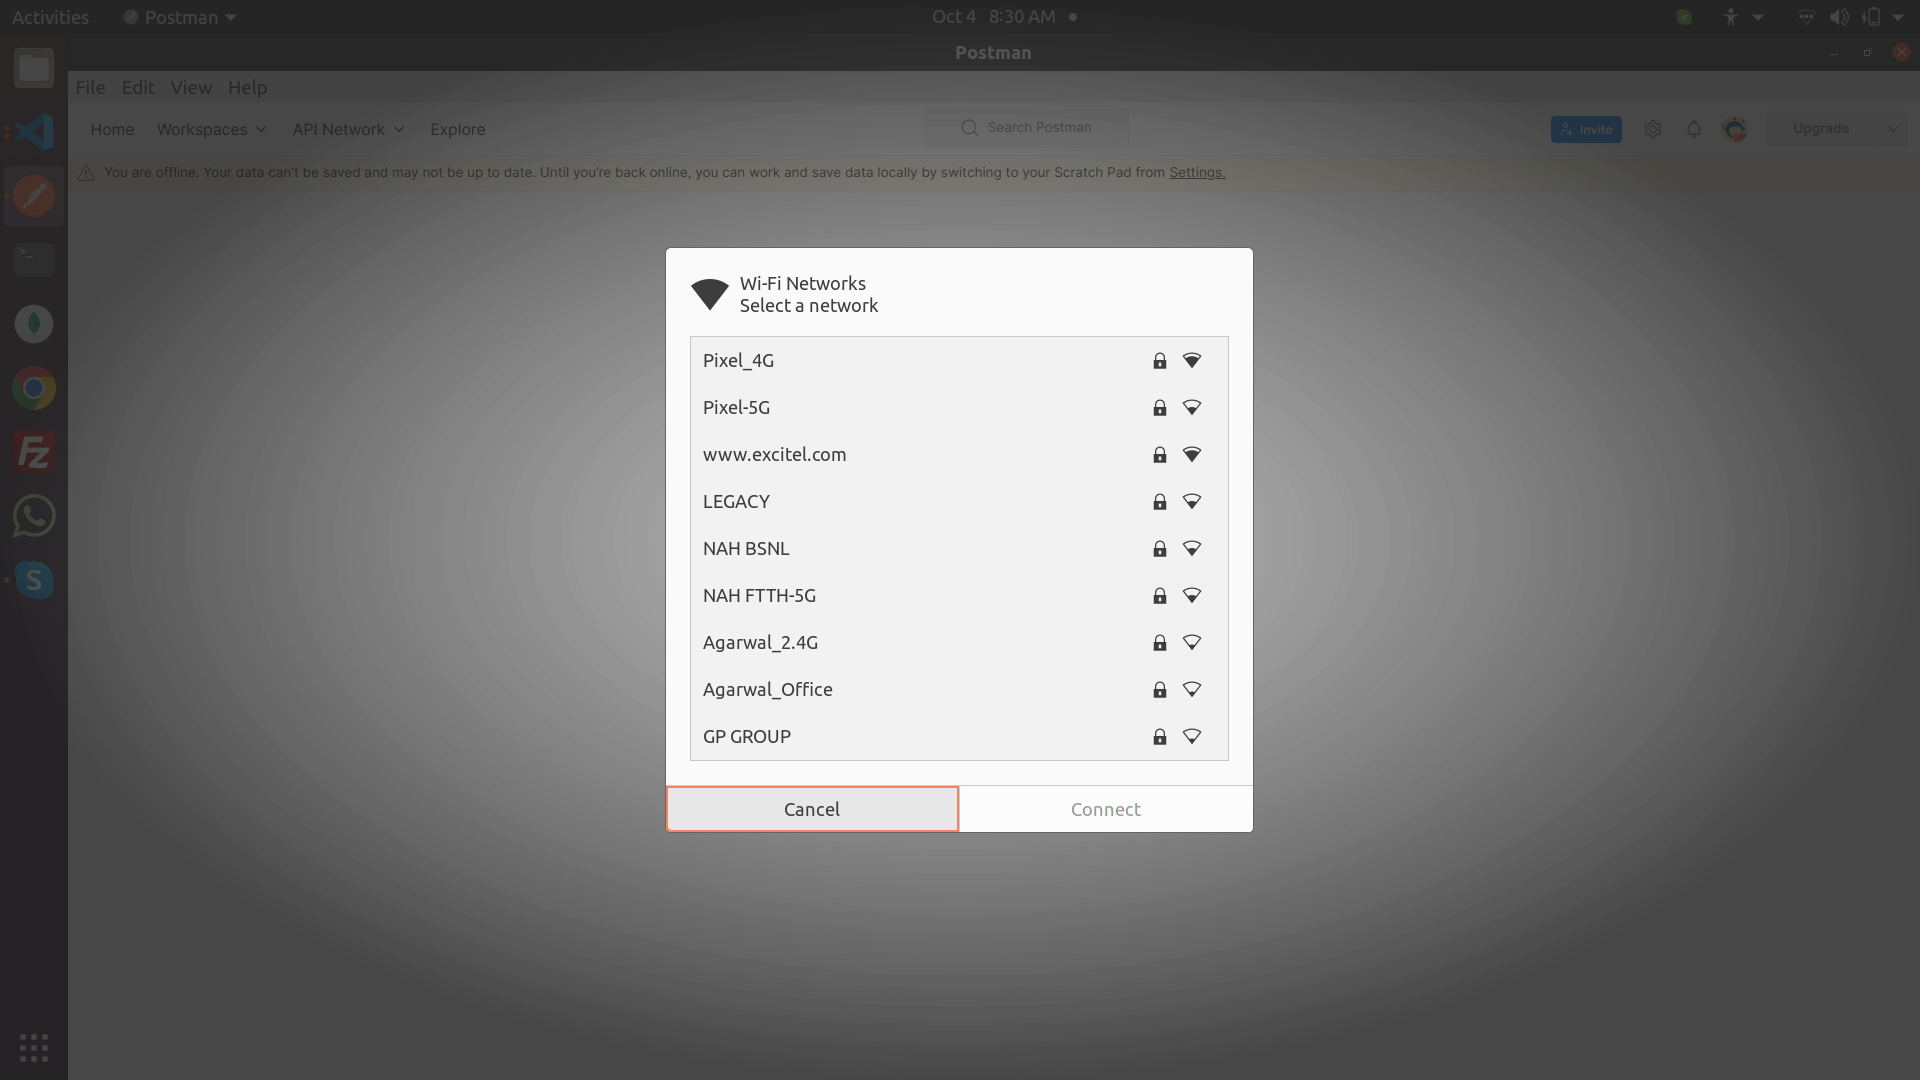 Activities Postman Oct 4 8:30 AM
Postman
File Edit View Help
Home Workspaces API Network Explore Search Postman Invite Upgrade
You are offline. Your data can't be saved and may not be up to date. Until you're back online, you can work and save data locally by switching to your Scratch Pad from Settings.
>_
Fz
S
Wi-Fi Networks
Select a network
Pixel_4G
Pixel-5G
www.excitel.com
LEGACY
NAH BSNL
NAH FTTH-5G
Agarwal_2.4G
Agarwal_Office
GP GROUP
Cancel Connect